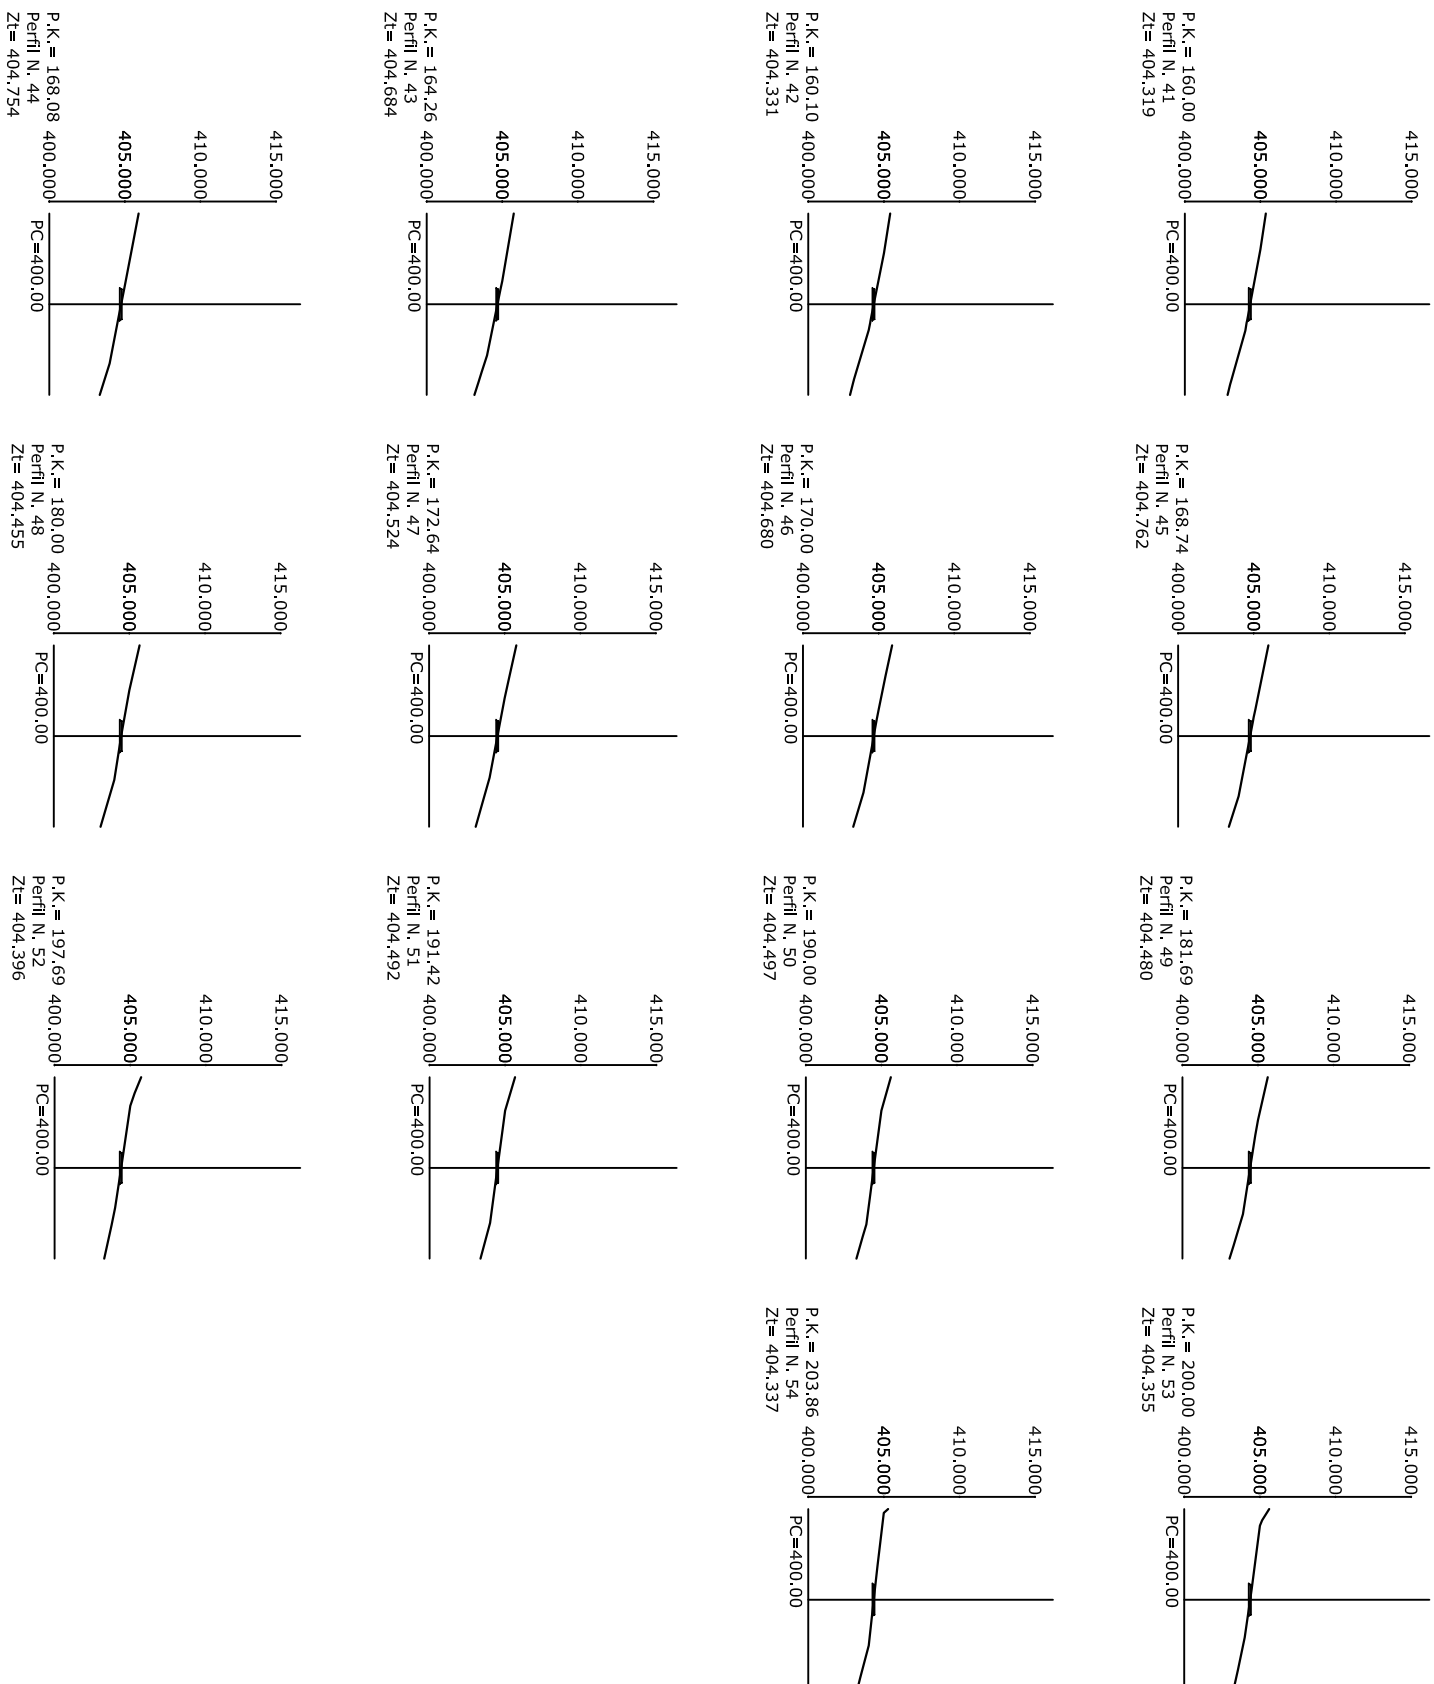 415.000
410.000
405.000
400.000
PC=400.00
P.K.= 160.00
Perfil N. 41
Zt= 404.319
415.000
410.000
405.000
400.000
PC=400.00
P.K.= 160.10
Perfil N. 42
Zt= 404.331
415.000
410.000
405.000
400.000
PC=400.00
P.K.= 164.26
Perfil N. 43
Zt= 404.684
415.000
410.000
405.000
400.000
PC=400.00
P.K.= 168.08
Perfil N. 44
Zt= 404.754
415.000
410.000
405.000
400.000
PC=400.00
P.K.= 168.74
Perfil N. 45
Zt= 404.762
415.000
410.000
405.000
400.000
PC=400.00
P.K.= 170.00
Perfil N. 46
Zt= 404.680
415.000
410.000
405.000
400.000
PC=400.00
P.K.= 172.64
Perfil N. 47
Zt= 404.524
415.000
410.000
405.000
400.000
PC=400.00
P.K.= 180.00
Perfil N. 48
Zt= 404.455
415.000
410.000
405.000
400.000
PC=400.00
P.K.= 181.69
Perfil N. 49
Zt= 404.480
415.000
410.000
405.000
400.000
PC=400.00
P.K.= 190.00
Perfil N. 50
Zt= 404.497
415.000
410.000
405.000
400.000
PC=400.00
P.K.= 191.42
Perfil N. 51
Zt= 404.492
415.000
410.000
405.000
400.000
PC=400.00
P.K.= 197.69
Perfil N. 52
Zt= 404.396
415.000
410.000
405.000
400.000
PC=400.00
P.K.= 200.00
Perfil N. 53
Zt= 404.355
415.000
410.000
405.000
400.000
PC=400.00
P.K.= 203.86
Perfil N. 54
Zt= 404.337